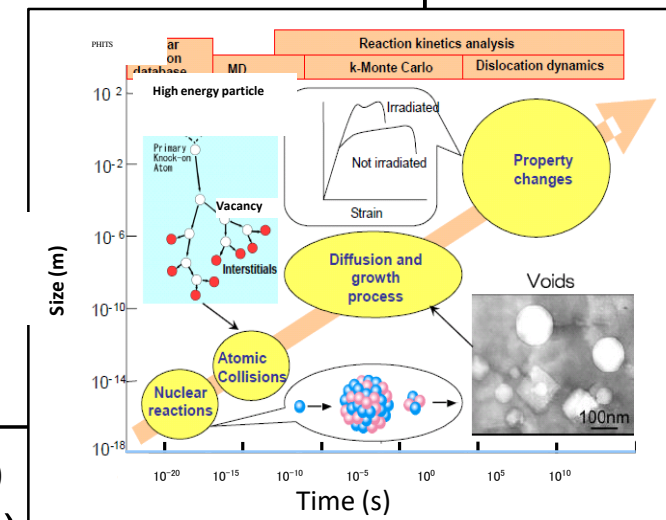 PHITS
ar
on
database
MD
Reaction kinetics analysis
k-Monte Carlo
Dislocation dynamics
High energy particle
Primary
Knock-on
Atom
Vacancy
Interstitials
Irradiated
Not irradiated
Strain
Property
changes
Diffusion and
growth
process
Voids
100nm
Atomic
Collisions
Nuclear
reactions
Size (m)
10 2
10-2
10-6
10-10
10-14
10-18
10-20
10-15
10-10
10-5
100
105
1010
Time (s)
)